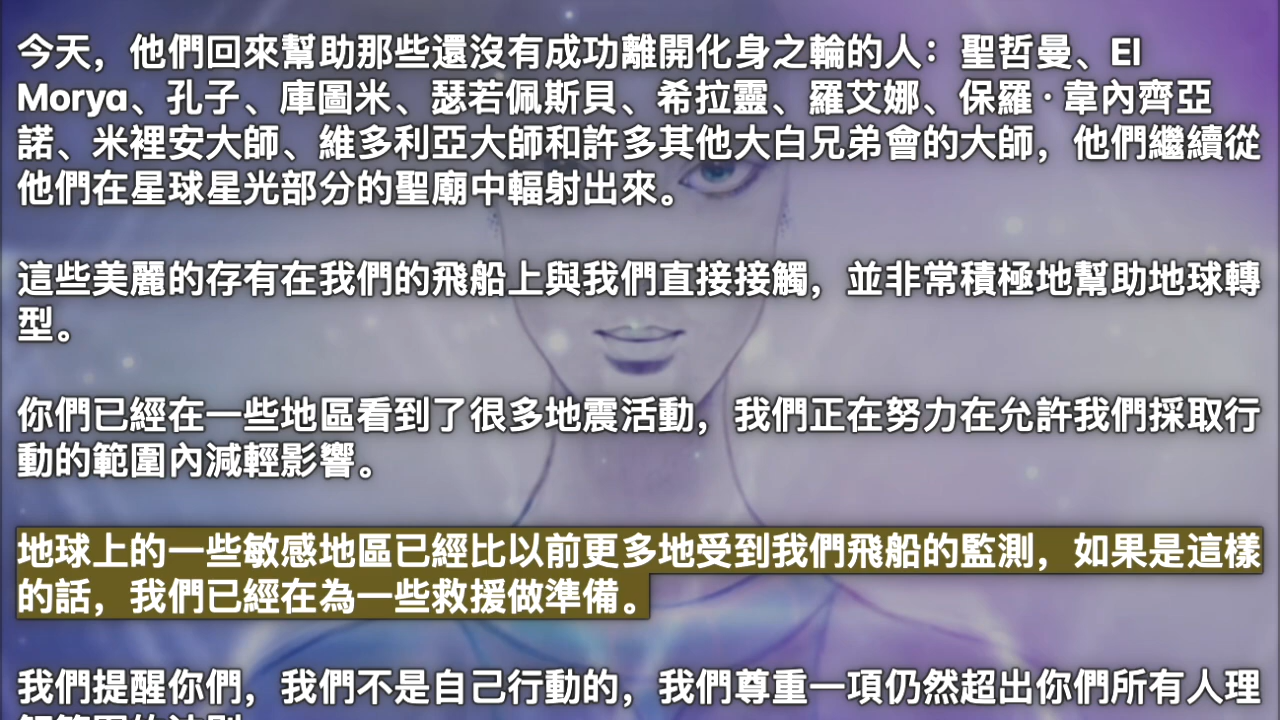 今天，他們回來幫助那些還沒有成功離開化身之輪的人：聖哲曼、El
Morya、孔子、庫圖米、瑟若佩斯貝、希拉靈、羅艾娜、保羅·韋內齊亞
諾、米裡安大師、維多利亞大師和許多其他大白兄弟會的大師，他們繼續從
他們在星球星光部分的聖廟中輻射出來。
這些美麗的存有在我們的飛船上與我們直接接觸，並非常積極地幫助地球轉
型。
你們已經在一些地區看到了很多地震活動，我們正在努力在允許我們採取行
動的範圍內減輕影響。
地球上的一些敏感地區已經比以前更多地受到我們飛船的監測，如果是這樣
的話，我們已經在為一些救援做準備。
我們提醒你們，我們不是自己行動的，我們尊重一項仍然超出你們所有人理
解範圍的法則